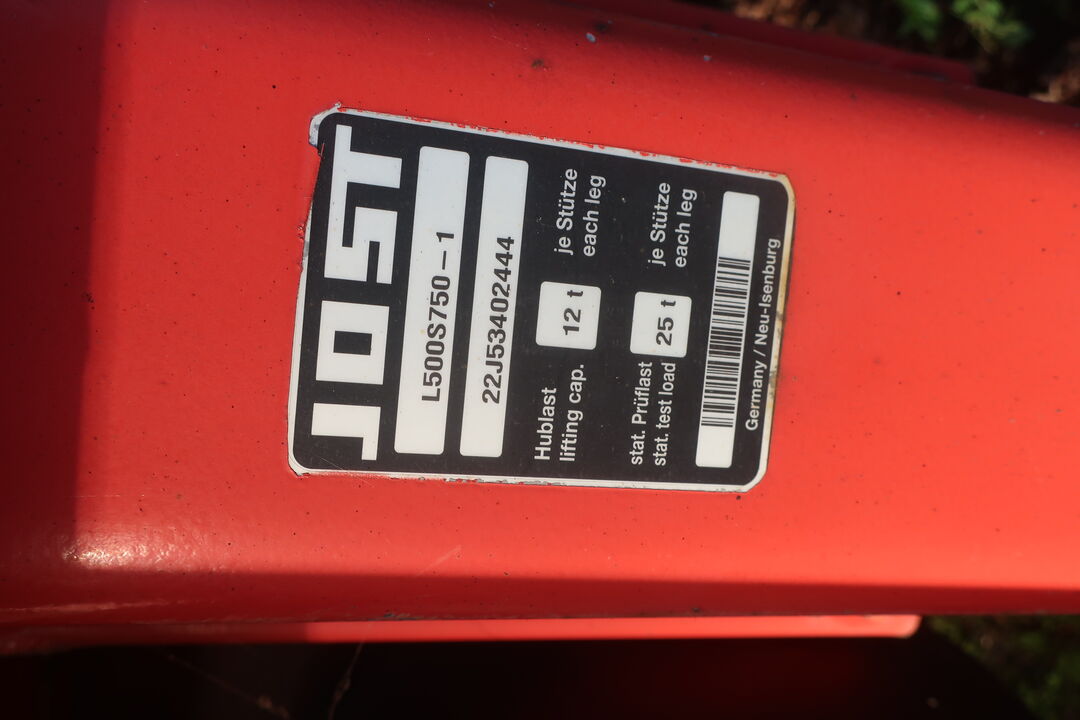 JOST
L500S750-1
22J53402444
Hublast
lifting cap.
12 t
je Stütze
each leg
stat. Prüflast
stat. test load
25 t
je Stütze
each leg
Germany / Neu-Isenburg